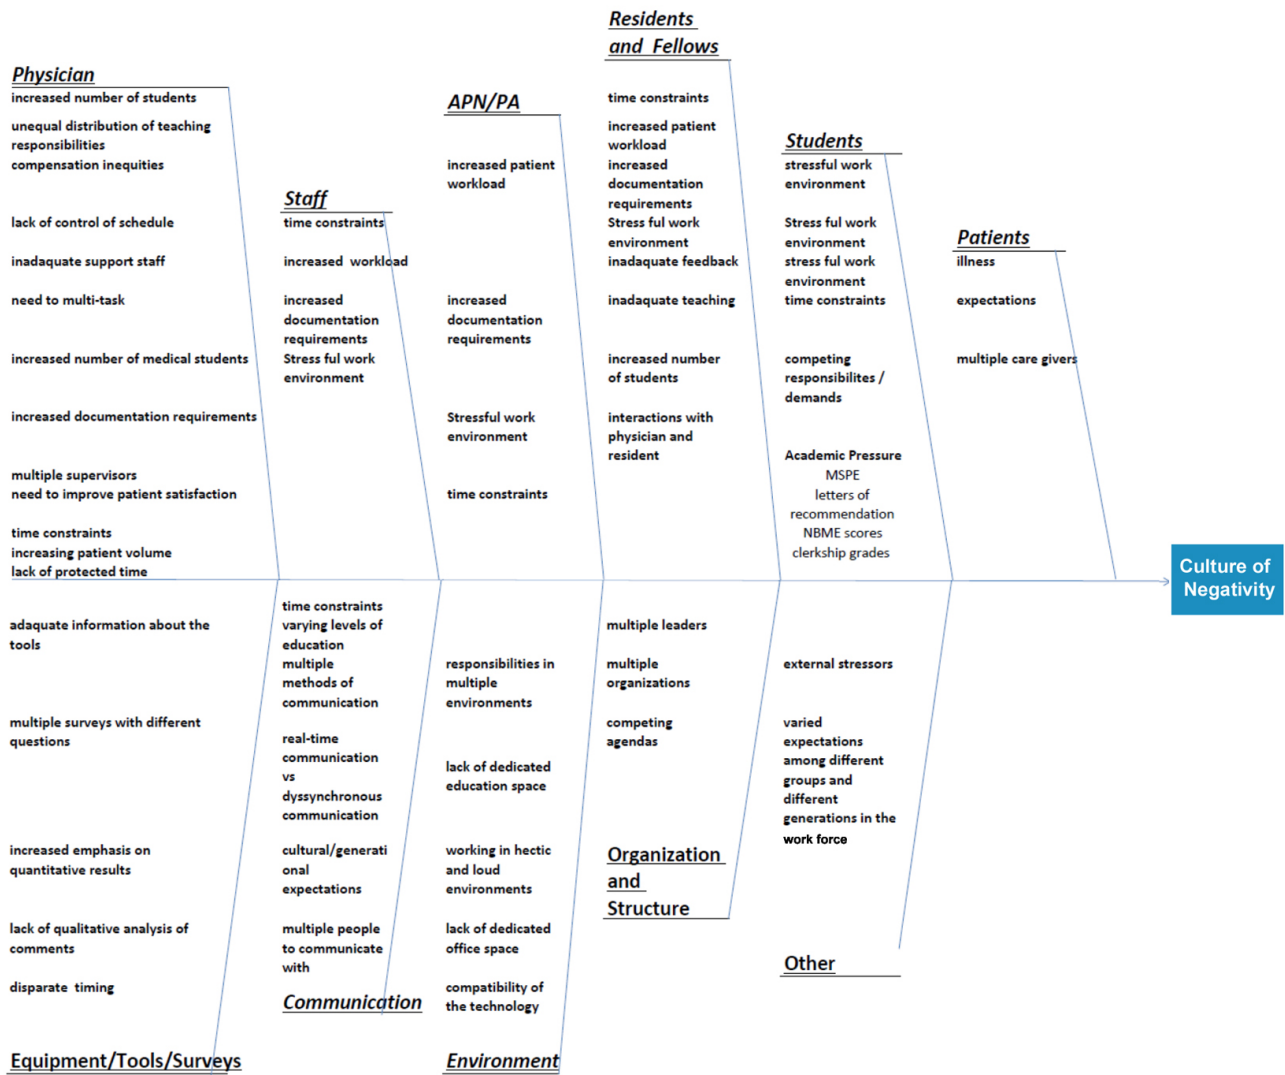 Physician
increased number of students
unequal distribution of teaching
responsibilities
compensation inequities
lack of control of schedule
inadaquate support staff
need to multi-task
increased number of medical students
increased documentation requirements
multiple supervisors
need to improve patient satisfaction
time constraints
increasing patient volume
lack of protected time
Staff
time constraints
increased workload
increased
documentation
requirements
Stress ful work
environment
APN/PA
increased patient
workload
increased
documentation
requirements
Stressful work
environment
time constraints
Residents
and Fellows
time constraints
increased patient
workload
increased
documentation
requirements
Stress ful work
environment
inadaquate feedback
inadaquate teaching
increased number
of students
interactions with
physician and
resident
Students
stressful work
environment
Stress ful work
environment
stress ful work
environment
time constraints
competing
responsibilites /
demands
Academic Pressure
MSPE
letters of
recommendation
NBME scores
clerkship grades
Patients
illness
expectations
multiple care givers
Culture of
Negativity
adaquate information about the
tools
multiple surveys with different
questions
increased emphasis on
quantitative results
lack of qualitative analysis of
comments
disparate timing
Equipment/Tools/Surveys
time constraints
varying levels of
education
multiple
methods of
communication
real-time
communication
vs
dyssynchronous
communication
cultural/generati
onal
expectations
multiple people
to communicate
with
Communication
responsibilities in
multiple
environments
lack of dedicated
education space
working in hectic
and loud
environments
lack of dedicated
office space
compatibility of
the technology
Environment
multiple leaders
multiple
organizations
competing
agendas
Organization
and
Structure
external stressors
varied
expectations
among different
groups and
different
generations in the
work force
Other